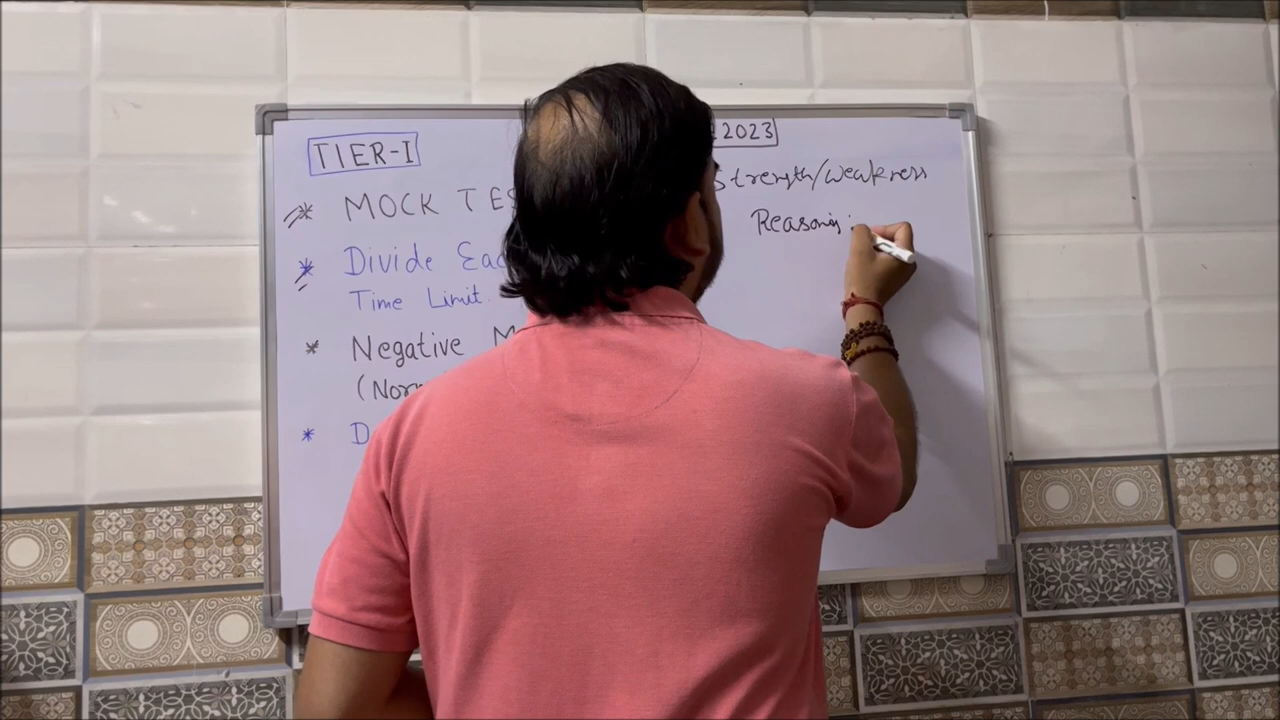 TIER-I
MOCK TES
Divide Eac
Time Limit.
Negative M
(Nor
D
2023
Strength/Weakness
Reasoning :